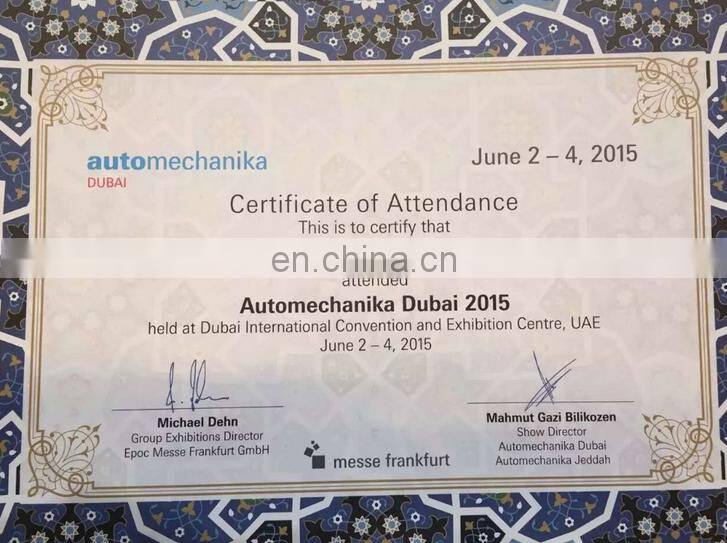 automechanika
DUBAI
June 2 – 4, 2015
Certificate of Attendance
This is to certify that
en.china.cn
attended
Automechanika Dubai 2015
held at Dubai International Convention and Exhibition Centre, UAE
June 2 – 4, 2015
Michael Dehn
Group Exhibitions Director
Epoc Messe Frankfurt GmbH
messe frankfurt
Mahmut Gazi Bilikozen
Show Director
Automechanika Dubai
Automechanika Jeddah